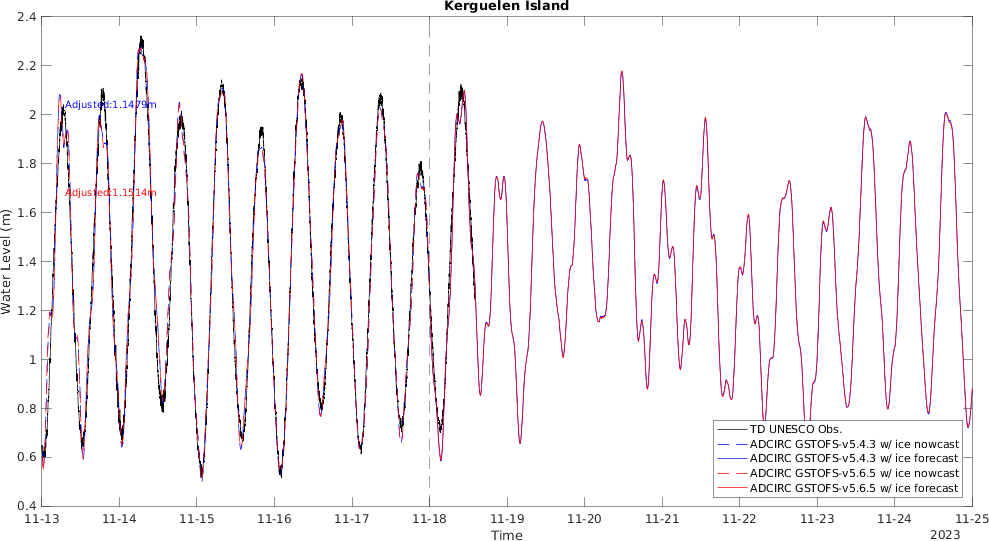 Kerguelen Island
2.4
2.2
2
1.8
1.6
1.4
1.2
1
0.8
0.6
0.4
Water Level (m)
Adjusted:1.1479m
Adjusted:1.1514m
TD UNESCO Obs.
ADCIRC GSTOFS-v5.4.3 w/ ice nowcast
ADCIRC GSTOFS-v5.4.3 w/ ice forecast
ADCIRC GSTOFS-v5.6.5 w/ ice nowcast
ADCIRC GSTOFS-v5.6.5 w/ ice forecast
11-13 11-14 11-15 11-16 11-17 11-18 11-19 11-20 11-21 11-22 11-23 11-24 11-25
Time
2023